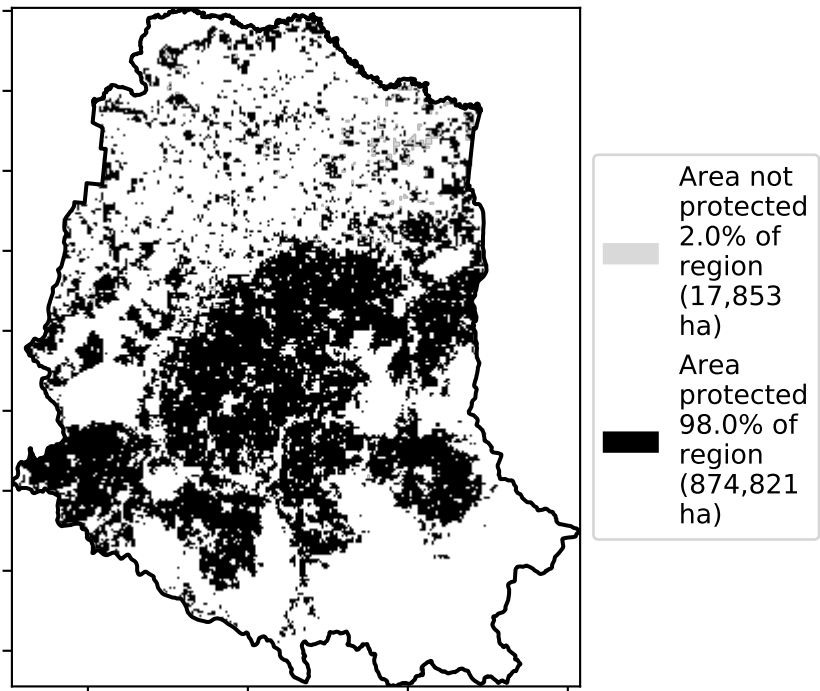 Area not
protected
2.0% of
region
(17,853
ha)
Area
protected
98.0% of
region
(874,821
ha)